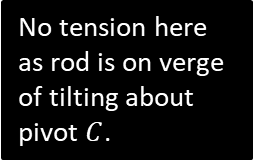 No tension here
as rod is on verge
of tilting about
pivot 𝐶.